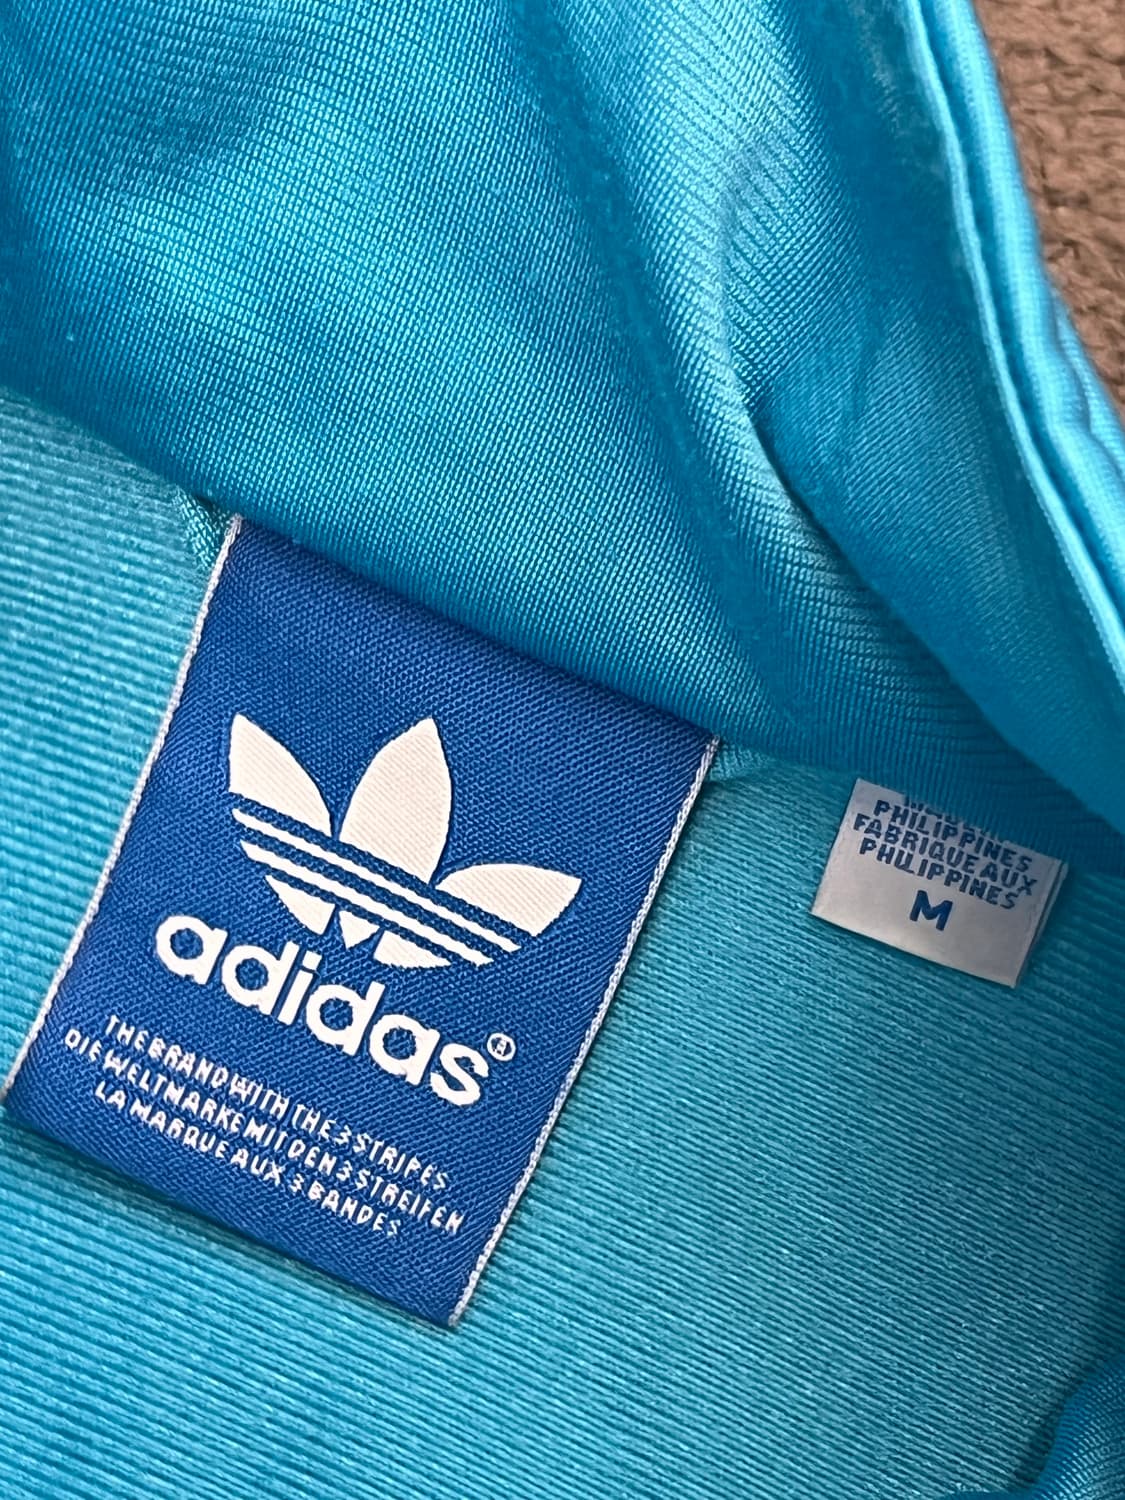 adidas®
THE BRAND WITH THE 3 STRIPES
DIE WELTMARKE MIT DEN 3 STREIFEN
LA MARQUE AUX 3 BANDES
PHILIPPINES
FABRIQUE AUX
PHILIPPINES
M